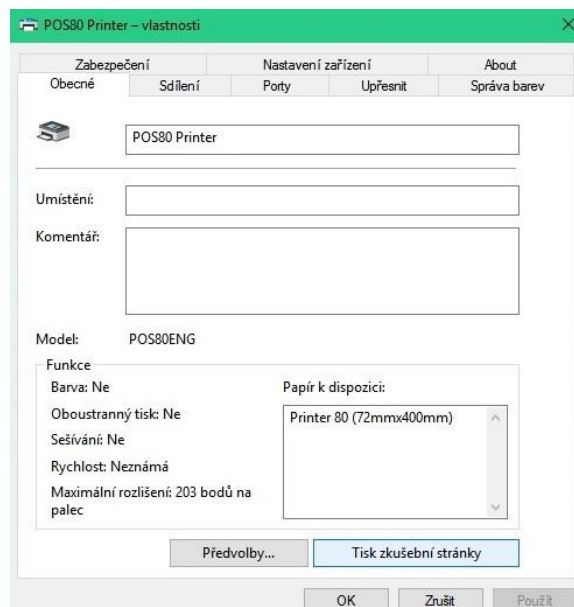 POS80 Printer – vlastnosti
Zabezpečení Nastavení zařízení About
Obecné Sdílení Porty Upřesnit Správa barev
POS80 Printer
Umístění:
Komentář:
Model: POS80ENG
Funkce
Barva: Ne
Papír k dispozici:
Oboustranný tisk: Ne
Printer 80 (72mmx400mm)
Sešívání: Ne
Rychlost: Neznámá
Maximální rozlišení: 203 bodů na
palec
Předvolby... Tisk zkušební stránky
OK Zrušit Použít